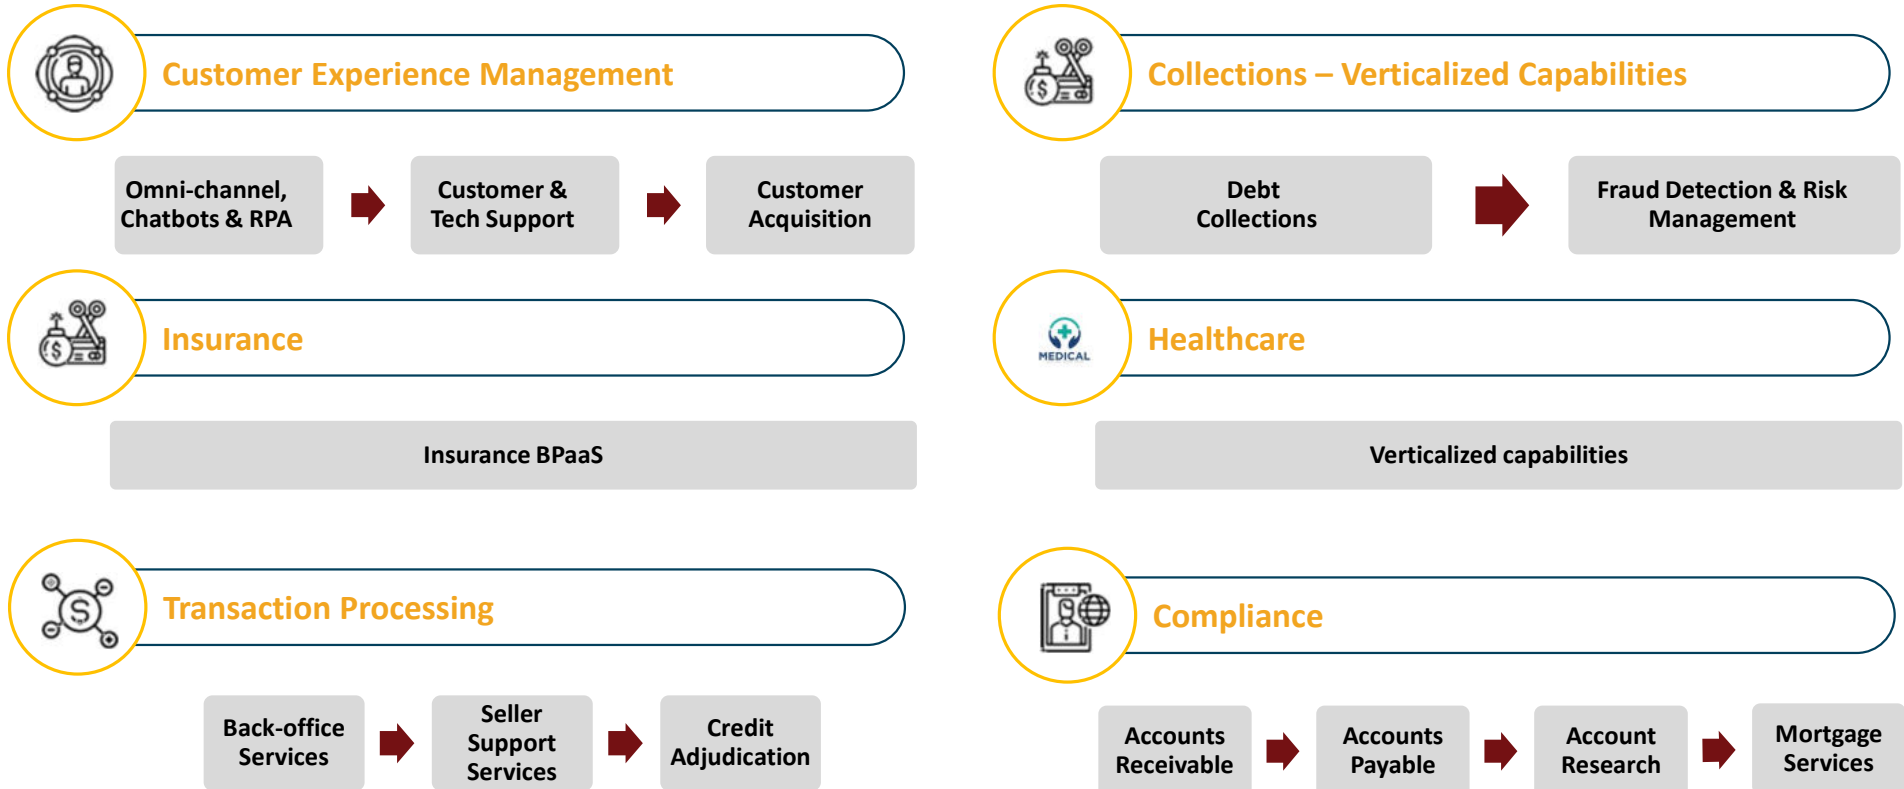 Customer Experience Management
Omni-channel,
Chatbots & RPA
Customer &
Tech Support
Customer
Acquisition
Collections – Verticalized Capabilities
Debt
Collections
Fraud Detection & Risk
Management
Insurance
Insurance BPaaS
MEDICAL
Healthcare
Verticalized capabilities
Transaction Processing
Back-office
Services
Seller
Support
Services
Credit
Adjudication
Compliance
Accounts
Receivable
Accounts
Payable
Account
Research
Mortgage
Services